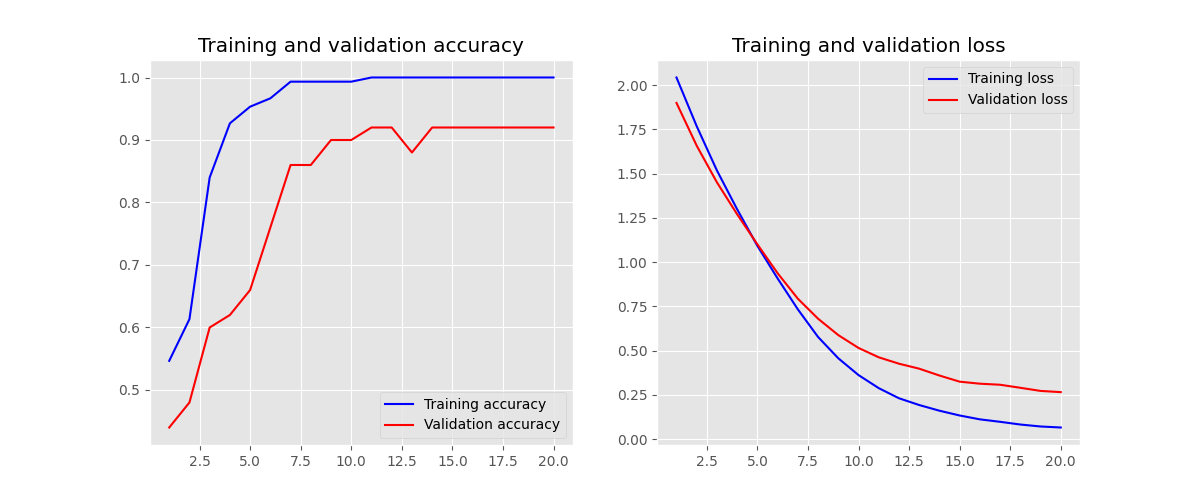 Training and validation accuracy
1.0
0.9
0.8
0.7
0.6
0.5
Training accuracy
Validation accuracy
2.5 5.0 7.5 10.0 12.5 15.0 17.5 20.0
Training and validation loss
Training loss
Validation loss
2.00
1.75
1.50
1.25
1.00
0.75
0.50
0.25
0.00
2.5 5.0 7.5 10.0 12.5 15.0 17.5 20.0